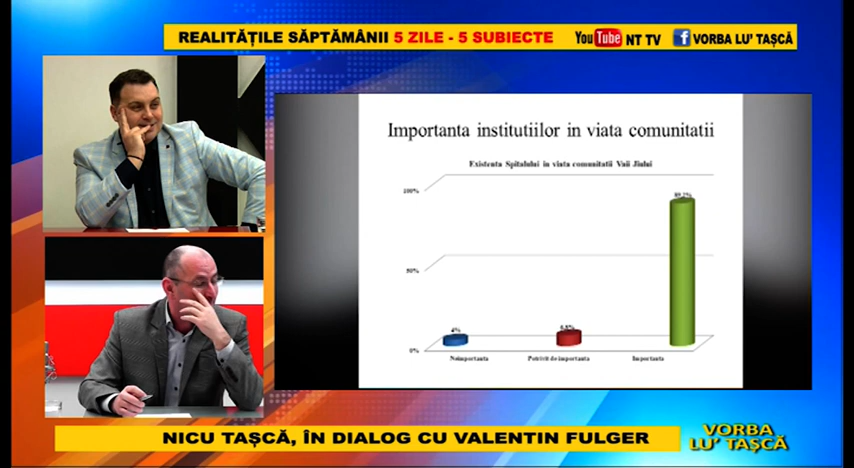 REALITĂȚILE SĂPTĂMÂNII 5 ZILE - 5 SUBIECTE YouTube NT TV f VORBA LU' TAȘCĂ
Importanta institutiilor in viata comunitatii
Existenta Spitalului in viata comunitatii Vaii Jiului
100%
89,2%
50%
4%
6,8%
0%
Neimportanta
Potrivit de importanta
Importanta
NICU TAȘCĂ, ÎN DIALOG CU VALENTIN FULGER
VORBA
LU' TAȘCĂ